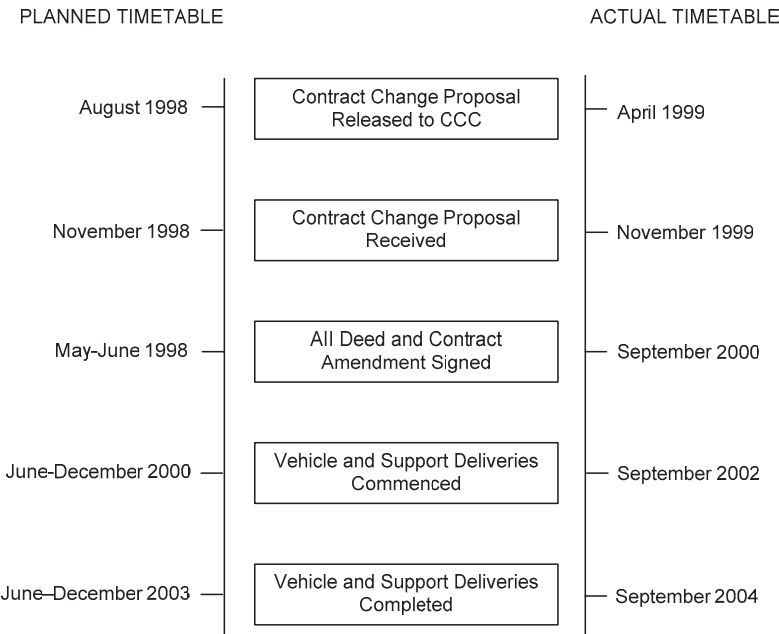 PLANNED TIMETABLE
ACTUAL TIMETABLE
August 1998
Contract Change Proposal
Released to CCC
April 1999
November 1998
Contract Change Proposal
Received
November 1999
May-June 1998
All Deed and Contract
Amendment Signed
September 2000
June-December 2000
Vehicle and Support Deliveries
Commenced
September 2002
June–December 2003
Vehicle and Support Deliveries
Completed
September 2004